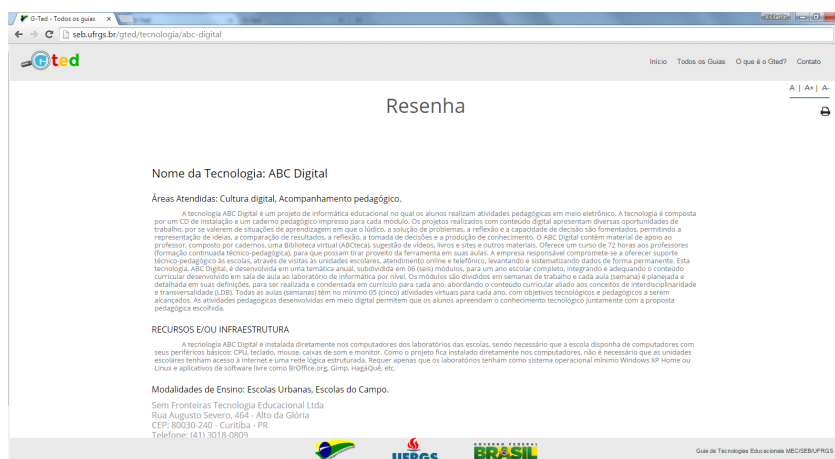 G-Ted - Todos os guias
seb.ufrgs.br/gted/tecnologia/abc-digital
Gted
Início Todos os Guias O que é o Gted? Contato
A | A+ | A-
Resenha
Nome da Tecnologia: ABC Digital
Áreas Atendidas: Cultura digital, Acompanhamento pedagógico.
A tecnologia ABC Digital é um projeto de informática educacional no qual os alunos realizam atividades pedagógicas em meio eletrônico. A tecnologia é composta
por um CD de instalação e um caderno pedagógico impresso para cada módulo. Os projetos realizados com conteúdo digital apresentam diversas oportunidades de
trabalho, por se valerem de situações de aprendizagem em que o lúdico, a solução de problemas, a reflexão e a capacidade de decisão são fomentados, permitindo a
representação de ideias, a comparação de resultados, a reflexão, a tomada de decisões e a produção de conhecimento. O ABC Digital contém material de apoio ao
professor, composto por cadernos, uma Biblioteca virtual (ABCteca), sugestão de vídeos, livros e sites e outros materiais. Oferece um curso de 72 horas aos professores
(formação continuada técnico-pedagógica), para que possam tirar proveito da ferramenta em suas aulas. A empresa responsável compromete-se a oferecer suporte
técnico-pedagógico às escolas, através de visitas às unidades escolares, atendimento online e telefônico, levantando e sistematizando dados de forma permanente. Esta
tecnologia, ABC Digital, é desenvolvida em uma temática anual, subdividida em 06 (seis) módulos, para um ano escolar completo, integrando e adequando o conteúdo
curricular desenvolvido em sala de aula ao laboratório de informática por nível. Os módulos são divididos em semanas de trabalho e cada aula (semana) é planejada e
detalhada em suas definições, para ser realizada e condensada em currículo para cada ano, abordando o conteúdo curricular aliado aos conceitos de interdisciplinaridade
e transversalidade (LDB). Todas as aulas (semanas) têm no mínimo 05 (cinco) atividades virtuais para cada ano, com objetivos tecnológicos e pedagógicos a serem
alcançados. As atividades pedagógicas desenvolvidas em meio digital permitem que os alunos apreendam o conhecimento tecnológico juntamente com a proposta
pedagógica escolhida.
RECURSOS E/OU INFRAESTRUTURA
A tecnologia ABC Digital é instalada diretamente nos computadores dos laboratórios das escolas, sendo necessário que a escola disponha de computadores com
seus periféricos básicos: CPU, teclado, mouse, caixas de som e monitor. Como o projeto fica instalado diretamente nos computadores, não é necessário que as unidades
escolares tenham acesso à Internet e uma rede lógica estruturada. Requer apenas que os laboratórios tenham como sistema operacional mínimo Windows XP Home ou
Linux e aplicativos de software livre como BrOffice.org, Gimp, HagáQuê, etc.
Modalidades de Ensino: Escolas Urbanas, Escolas do Campo.
Sem Fronteiras Tecnologia Educacional Ltda
Rua Augusto Severo, 464 - Alto da Glória
CEP: 80030-240 - Curitiba - PR
Telefone: (41) 3018-0809
UFRGS
GOVERNO FEDERAL
BRASIL
Guia de Tecnologias Educacionais MEC/SEB/UFRGS